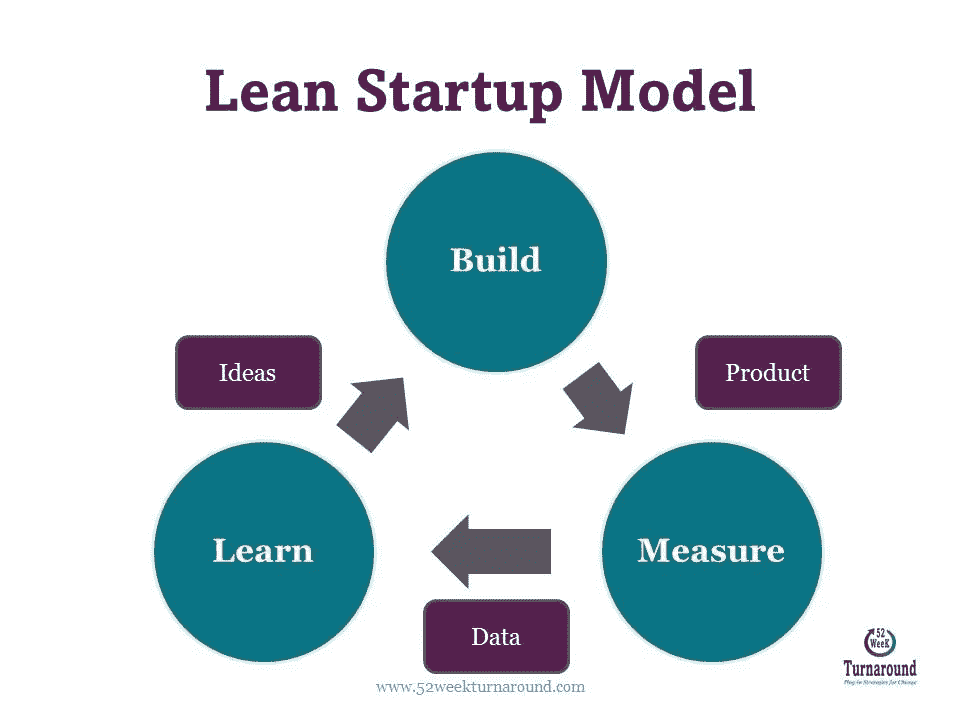 Lean Startup Model
Build
Ideas
Product
Learn
Measure
Data
www.52weekturnaround.com
52
WeeK
Turnaround
Plug-in Strategies for Change